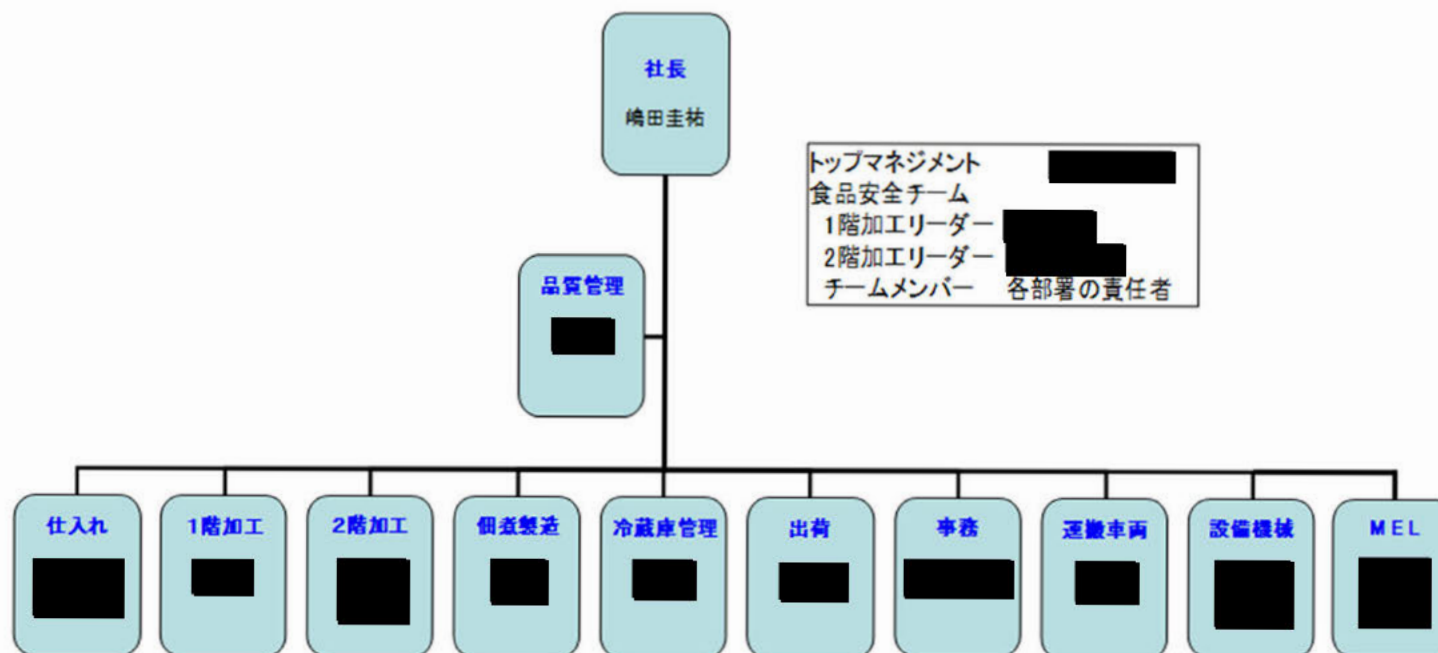 社長
嶋田圭祐
トップマネジメント
食品安全チーム
1階加工リーダー
2階加工リーダー
チームメンバー 各部署の責任者
品質管理
仕入れ
1階加工
2階加工
佃煮製造
冷蔵庫管理
出荷
事務
運搬車両
設備機械
MEL